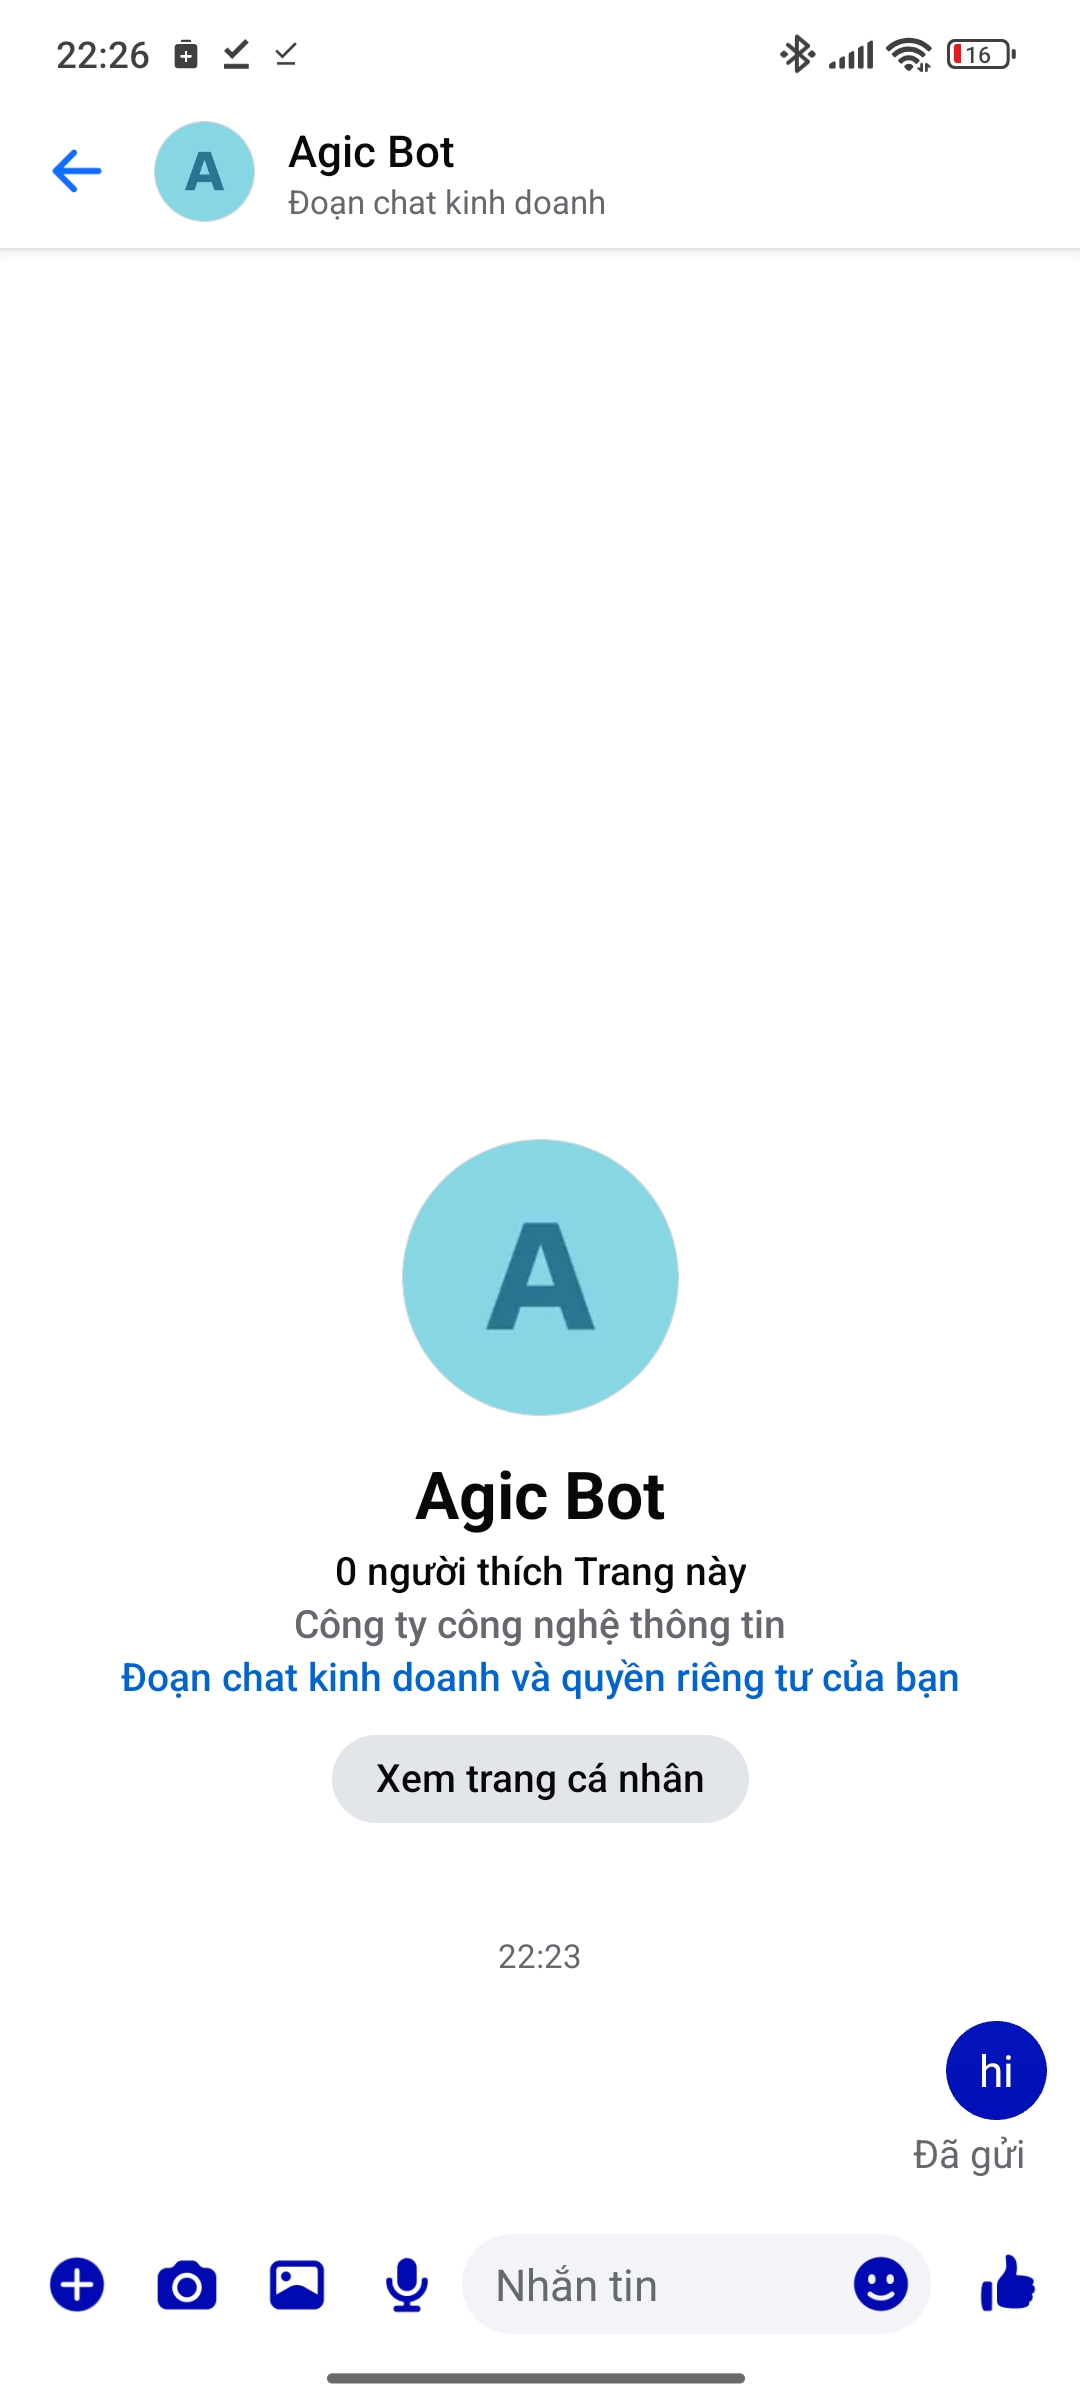 22:26
16
A
Agic Bot
Đoạn chat kinh doanh
A
Agic Bot
0 người thích Trang này
Công ty công nghệ thông tin
Đoạn chat kinh doanh và quyền riêng tư của bạn
Xem trang cá nhân
22:23
hi
Đã gửi
Nhắn tin